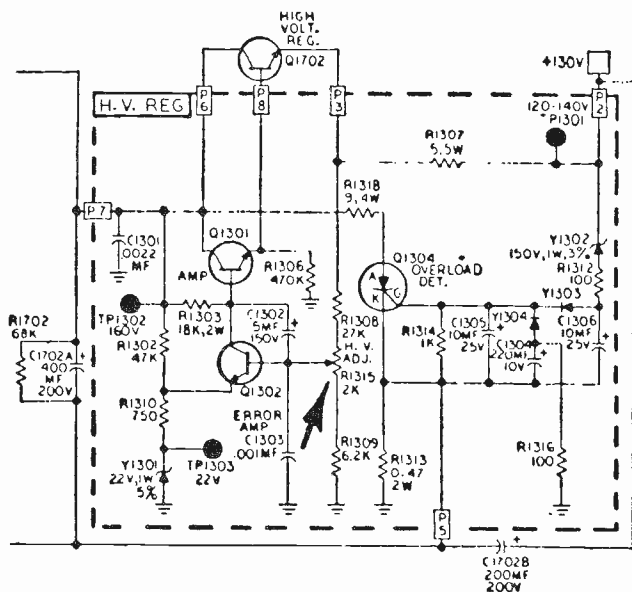 HIGH
VOLT.
REG.
Q1702
+130V
H. V. REG
P6
P8
P3
P2
120-140V
TP1301
R1307
5.5W
P7
R1318
9,4W
C1301
.0022
MF
Q1301
AMP
R1306
470K
Q1304
OVERLOAD
DET.
A
K
G
Y1302
150V,1W,3%
R1312
100
Y1303
TP1302
160V
R1303
18K,2W
C1302
5MF
150V
R1308
27K
H. V.
ADJ.
R1314
1K
C1305
10MF
25V
Y1304
C1304
220MF
10V
C1306
10MF
25V
R1702
68K
C1702A
400
MF
200V
R1302
47K
Q1302
R1315
2K
R1310
750
ERROR
AMP
C1303
.001MF
R1309
6.2K
R1313
0.47
2W
R1316
100
Y1301
22V,1W
5%
TP1303
22V
P5
C1702B
200MF
200V